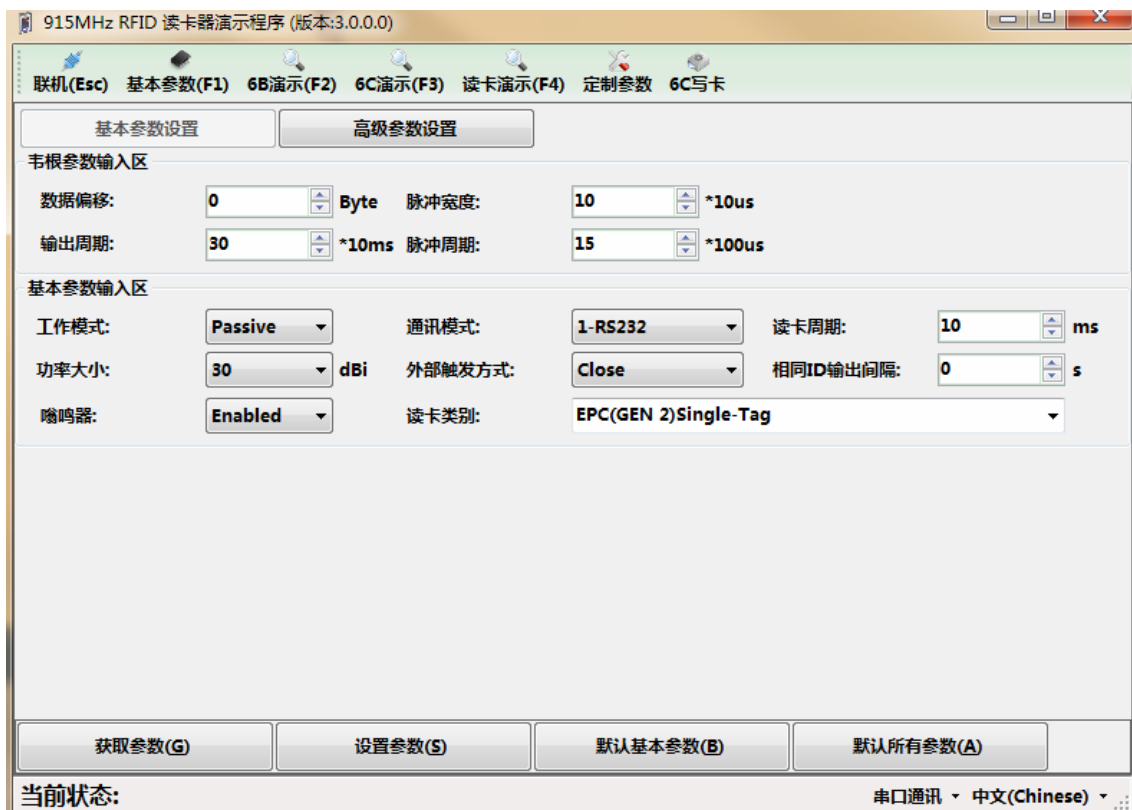 915MHz RFID 读卡器演示程序 (版本:3.0.0.0)
联机(Esc) 基本参数(F1) 6B演示(F2) 6C演示(F3) 读卡演示(F4) 定制参数 6C写卡
基本参数设置 高级参数设置
韦根参数输入区
数据偏移: 0 Byte 脉冲宽度: 10 *10us
输出周期: 30 *10ms 脉冲周期: 15 *100us
基本参数输入区
工作模式: Passive 通讯模式: 1-RS232 读卡周期: 10 ms
功率大小: 30 dBi 外部触发方式: Close 相同ID输出间隔: 0 s
嗡鸣器: Enabled 读卡类别: EPC(GEN 2)Single-Tag
获取参数(G) 设置参数(S) 默认基本参数(B) 默认所有参数(A)
当前状态: 串口通讯 中文(Chinese)